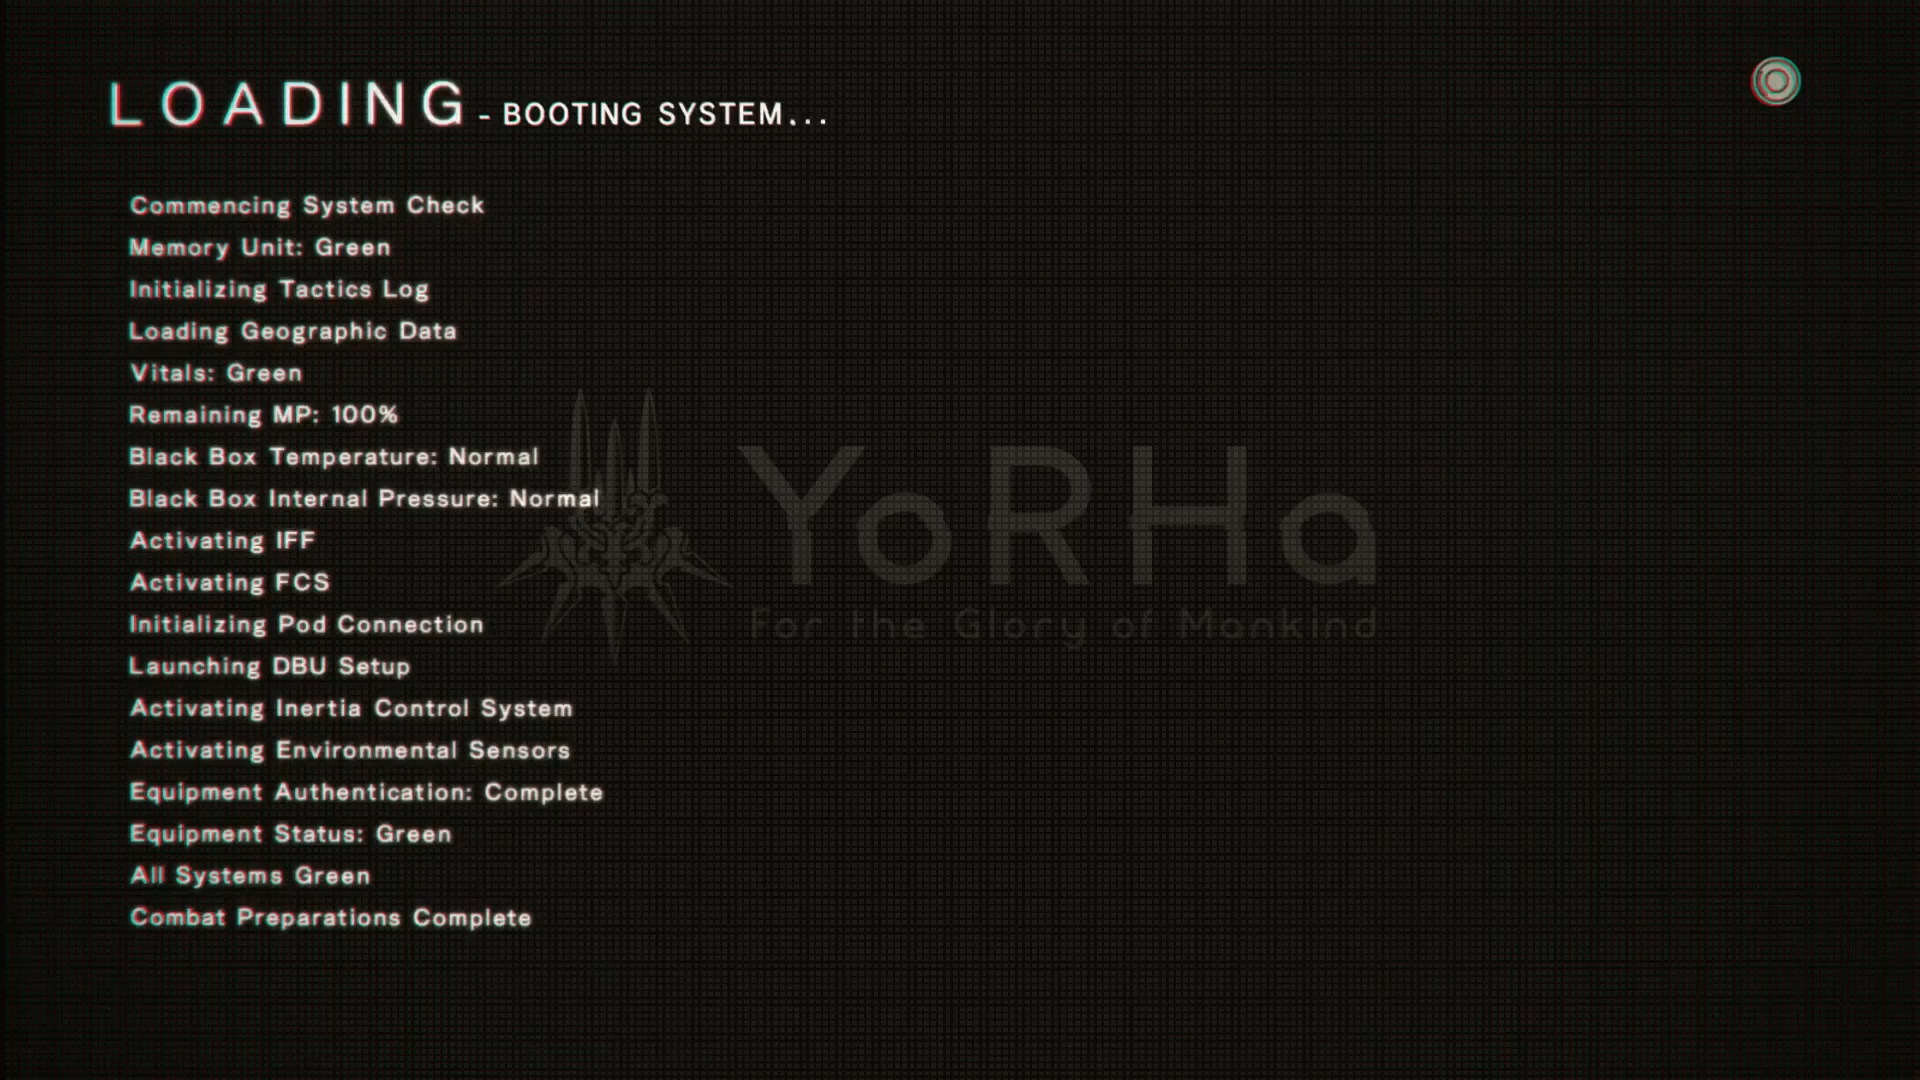 LOADING - BOOTING SYSTEM...
Commencing System Check
Memory Unit: Green
Initializing Tactics Log
Loading Geographic Data
Vitals: Green
Remaining MP: 100%
Black Box Temperature: Normal
Black Box Internal Pressure: Normal
Activating IFF
Activating FCS
Initializing Pod Connection
Launching DBU Setup
Activating Inertia Control System
Activating Environmental Sensors
Equipment Authentication: Complete
Equipment Status: Green
All Systems Green
Combat Preparations Complete
YoRHa
For the Glory of Mankind